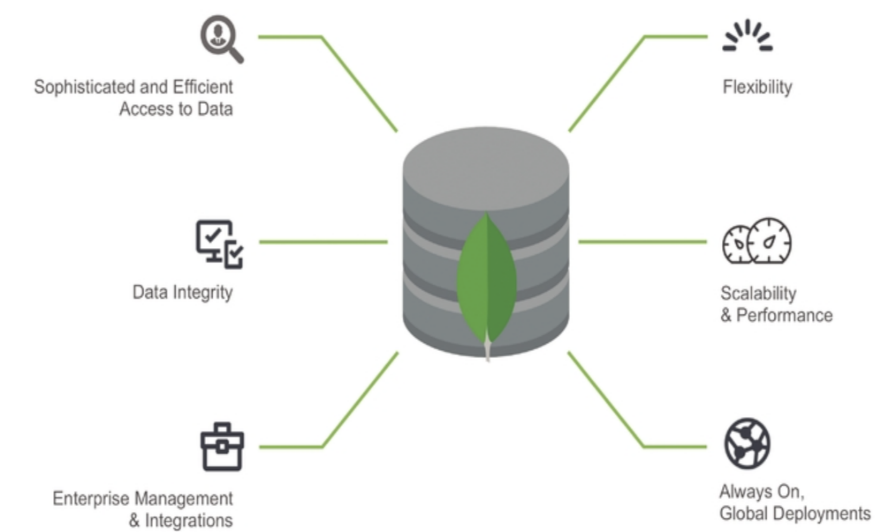 Sophisticated and Efficient
Access to Data
Flexibility
Data Integrity
Scalability
& Performance
Enterprise Management
& Integrations
Always On,
Global Deployments